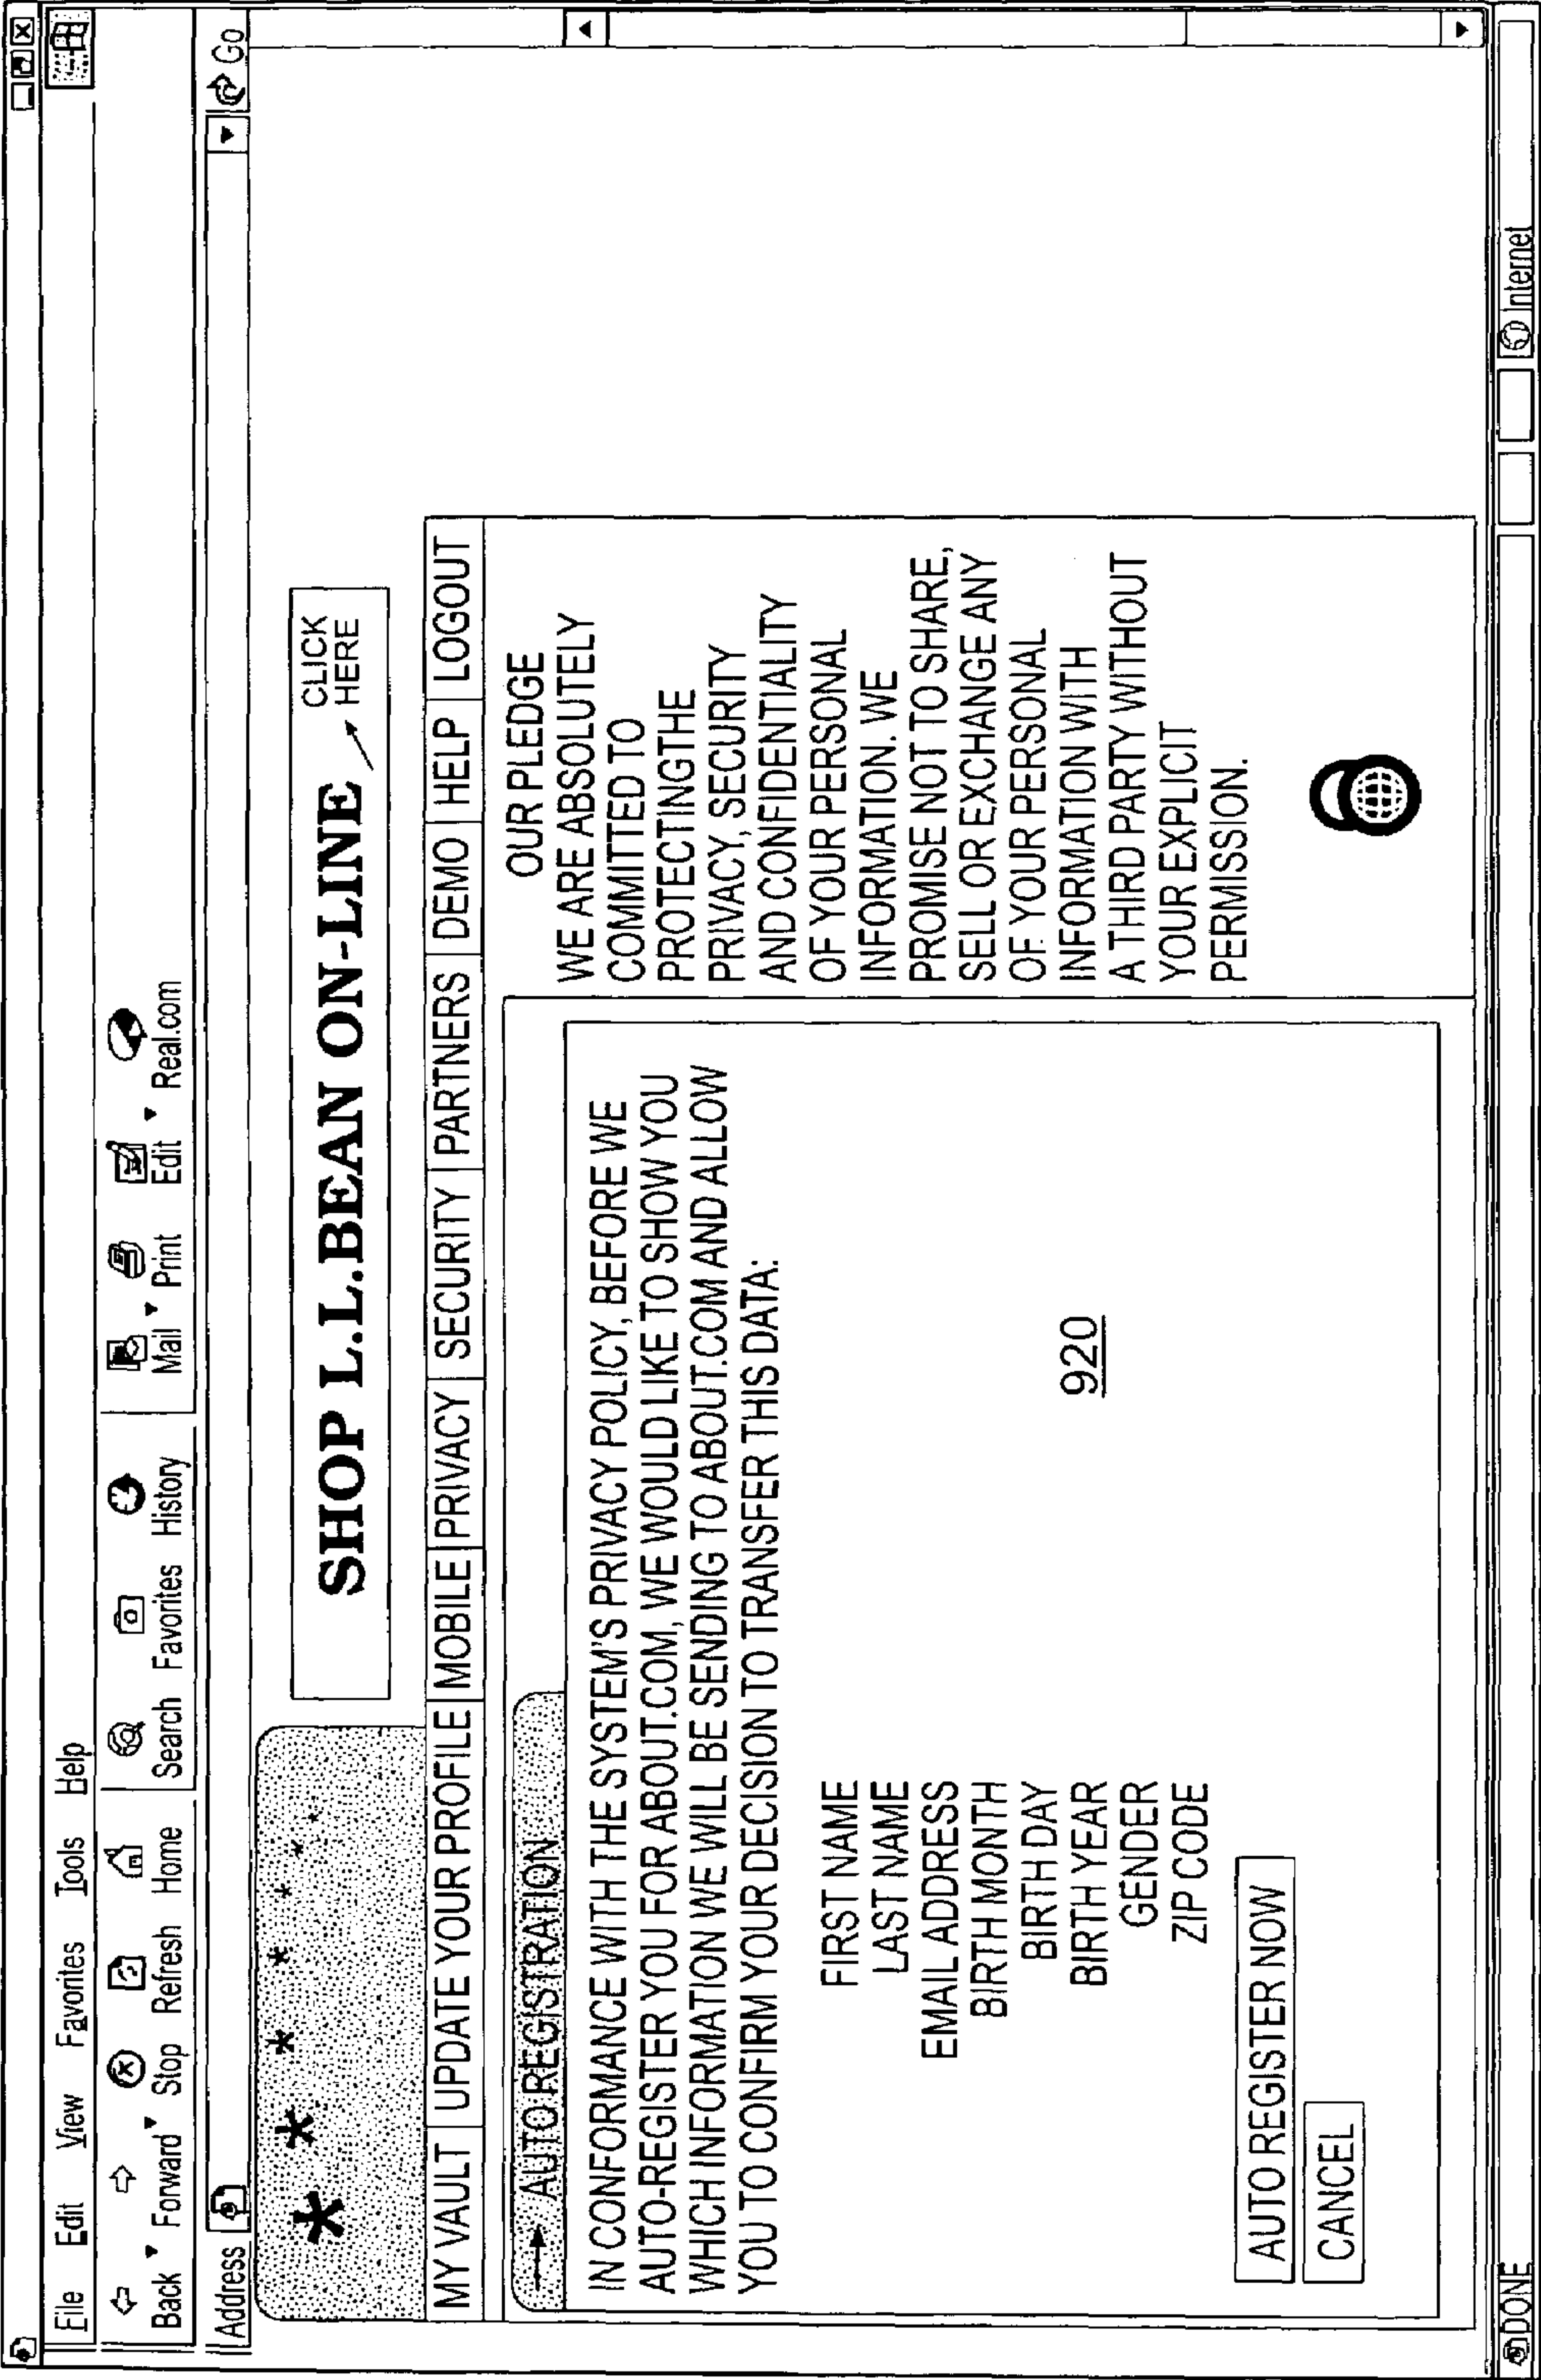 File Edit View Favorites Tools Help
Back Forward Stop Refresh Home Search Favorites History Mail Print Edit Real.com
Address Go
SHOP L.L.BEAN ON-LINE CLICK HERE
MY VAULT UPDATE YOUR PROFILE MOBILE PRIVACY SECURITY PARTNERS DEMO HELP LOGOUT
AUTO REGISTRATION
IN CONFORMANCE WITH THE SYSTEM'S PRIVACY POLICY, BEFORE WE
AUTO-REGISTER YOU FOR ABOUT.COM, WE WOULD LIKE TO SHOW YOU
WHICH INFORMATION WE WILL BE SENDING TO ABOUT.COM AND ALLOW
YOU TO CONFIRM YOUR DECISION TO TRANSFER THIS DATA:
FIRST NAME
LAST NAME
EMAIL ADDRESS
BIRTH MONTH
BIRTH DAY
BIRTH YEAR
GENDER
ZIP CODE
920
AUTO REGISTER NOW
CANCEL
OUR PLEDGE
WE ARE ABSOLUTELY
COMMITTED TO
PROTECTINGTHE
PRIVACY, SECURITY
AND CONFIDENTIALITY
OF YOUR PERSONAL
INFORMATION. WE
PROMISE NOT TO SHARE,
SELL OR EXCHANGE ANY
OF YOUR PERSONAL
INFORMATION WITH
A THIRD PARTY WITHOUT
YOUR EXPLICIT
PERMISSION.
DONE Internet